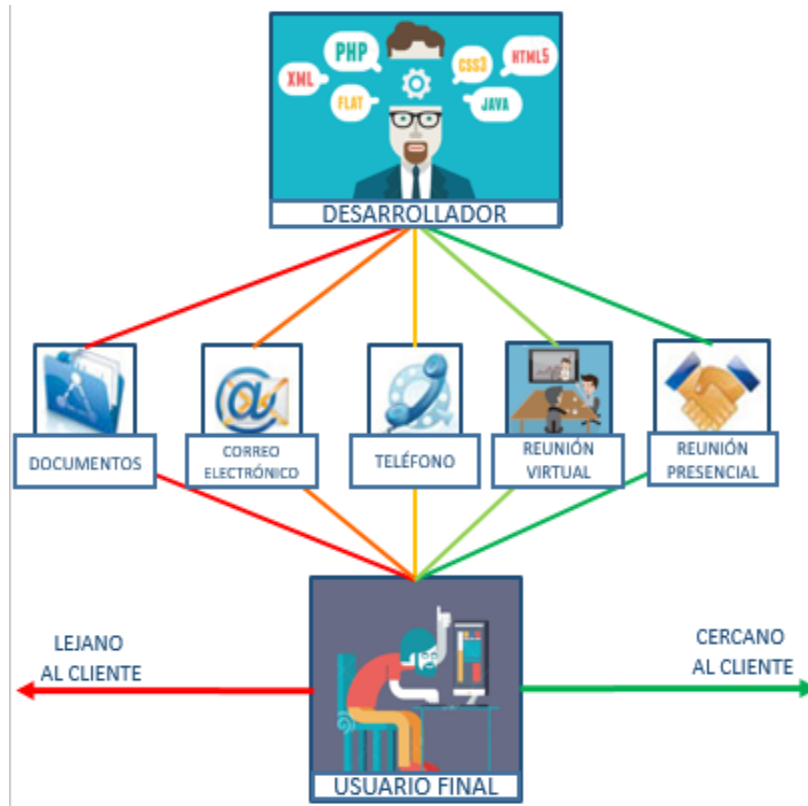 PHP
HTML5
CSS3
XML
FLAT
JAVA
DESARROLLADOR
DOCUMENTOS
CORREO
ELECTRÓNICO
TELÉFONO
REUNIÓN
VIRTUAL
REUNIÓN
PRESENCIAL
LEJANO
AL CLIENTE
CERCANO
AL CLIENTE
USUARIO FINAL